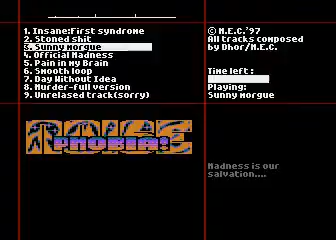 1. Insane:First syndrome
2. Stoned shit
3. Sunny morgue
4. Official Madness
5. Pain in my Brain
6. Smooth loop
7. Day Without Idea
8. Murder-full version
9. Unrelased track(sorry)
© M.E.C.'97
All tracks composed
by Dhor/M.E.C.
Time left :
Playing:
Sunny morgue
PHOBIA!
Madness is our
salvation....